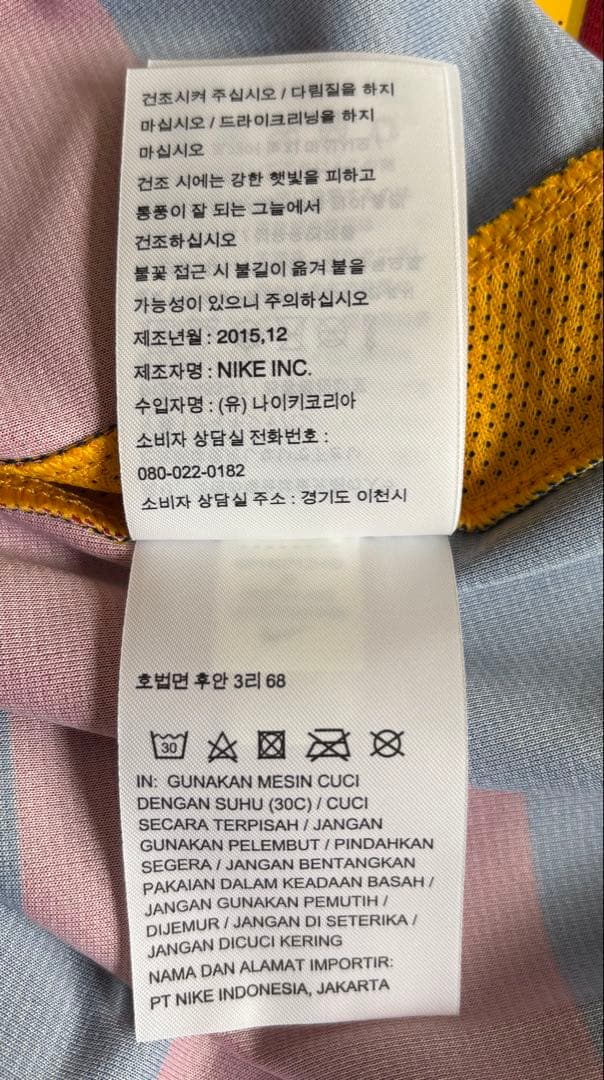 건조시켜 주십시오 / 다림질을 하지
마십시오 / 드라이크리닝을 하지
마십시오
건조 시에는 강한 햇빛을 피하고
통풍이 잘 되는 그늘에서
건조하십시오
불꽃 접근 시 불길이 옮겨 붙을
가능성이 있으니 주의하십시오
제조년월 : 2015,12
제조자명 : NIKE INC.
수입자명 : (유) 나이키코리아
소비자 상담실 전화번호 :
080-022-0182
소비자 상담실 주소 : 경기도 이천시
호법면 후안 3리 68
30
IN: GUNAKAN MESIN CUCI
DENGAN SUHU (30C) / CUCI
SECARA TERPISAH / JANGAN
GUNAKAN PELEMBUT / PINDAHKAN
SEGERA / JANGAN BENTANGKAN
PAKAIAN DALAM KEADAAN BASAH /
JANGAN GUNAKAN PEMUTIH /
DIJEMUR / JANGAN DI SETERIKA /
JANGAN DICUCI KERING
NAMA DAN ALAMAT IMPORTIR:
PT NIKE INDONESIA, JAKARTA